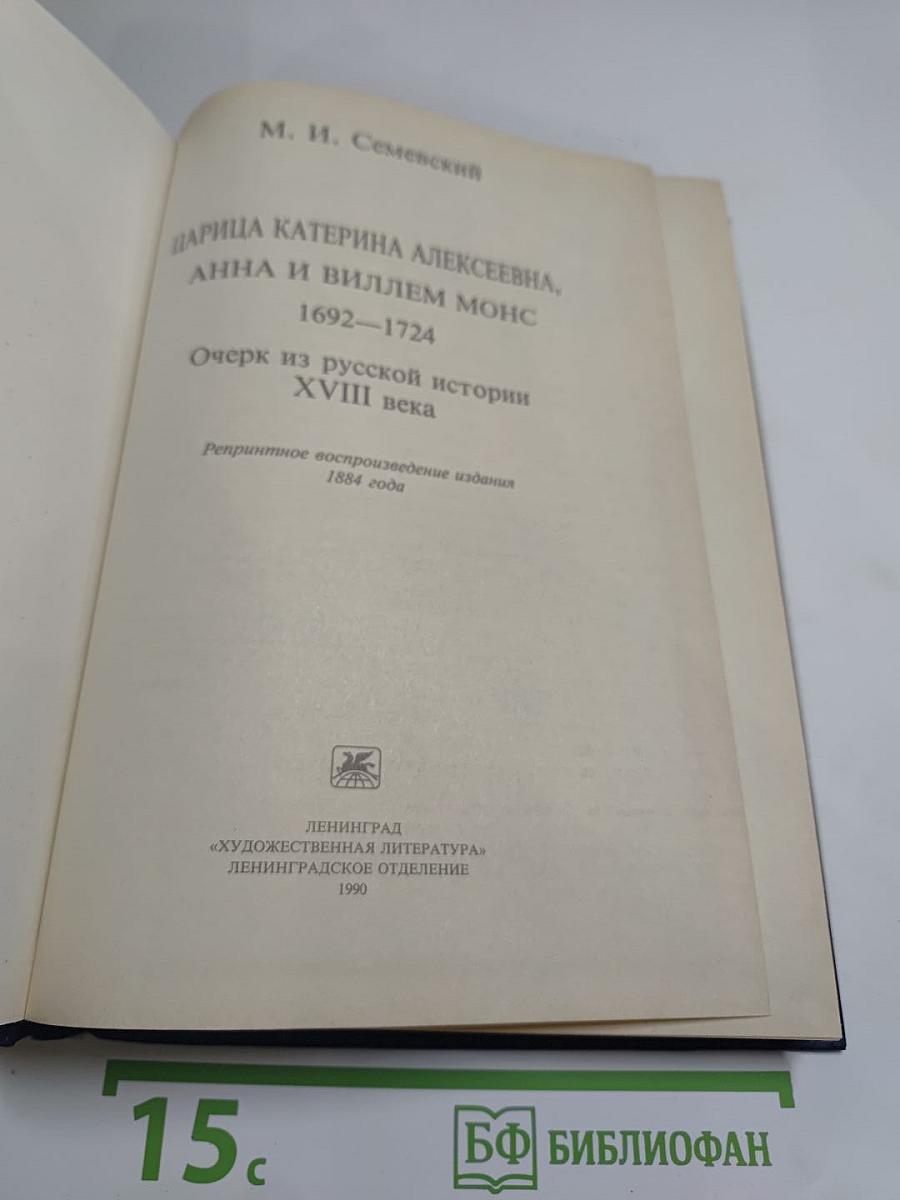 М. И. Семевский
ЦАРИЦА КАТЕРИНА АЛЕКСЕЕВНА,
АННА И ВИЛЛЕМ МОНС
1692—1724
Очерк из русской истории
XVIII века
Репринтное воспроизведение издания
1884 года
ЛЕНИНГРАД
«ХУДОЖЕСТВЕННАЯ ЛИТЕРАТУРА»
ЛЕНИНГРАДСКОЕ ОТДЕЛЕНИЕ
1990
15 с
БФ БИБЛИОФАН